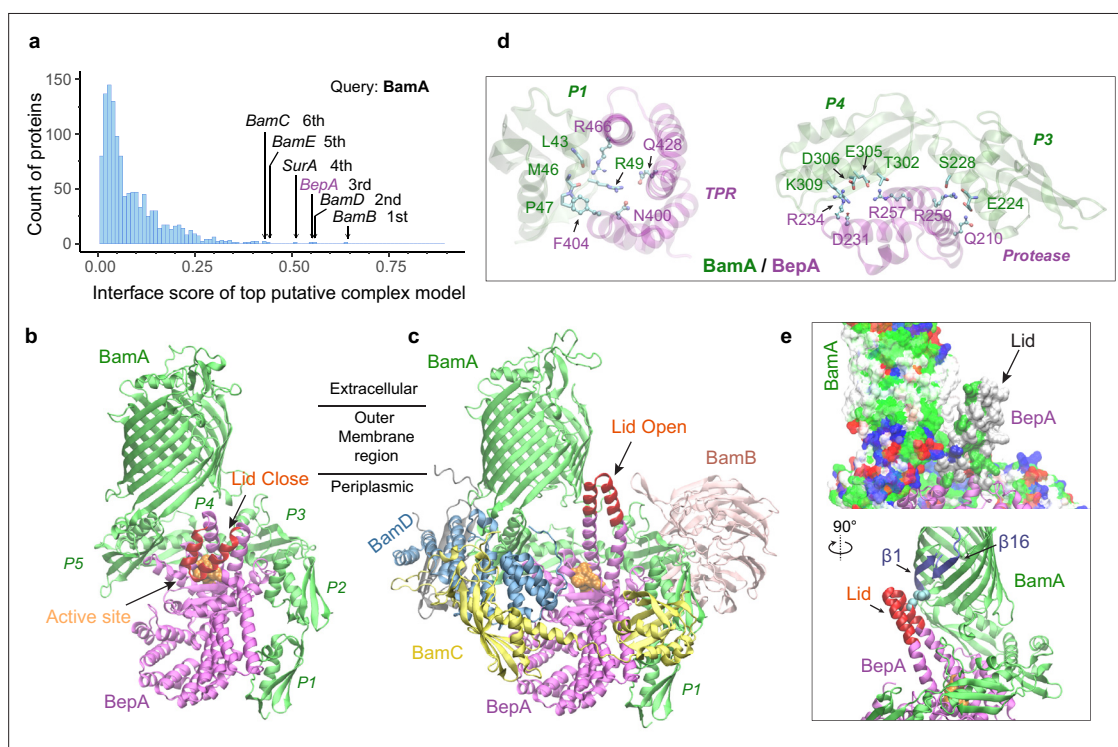 a
150
100
50
0
Count of proteins
Query: BamA
BamC 6th
BamE 5th
SurA 4th
BepA 3rd
BamD 2nd
BamB 1st
0.00 0.25 0.50 0.75
Interface score of top putative complex model
d
P1
R466
L43
M46
P47
F404
R49
Q428
N400
TPR
P4
P3
E305
D306
T302
S228
K309
E224
R234
R257
R259
D231
Q210
Protease
BamA / BepA
b
BamA
Lid Close
P4
P3
P5
P2
Active site
P1
BepA
Extracellular
Outer
Membrane
region
Periplasmic
c
BamA
Lid Open
BamB
BamD
BamC
BepA
P1
e
BamA
Lid
BepA
90°
β1
β16
BamA
Lid
BepA